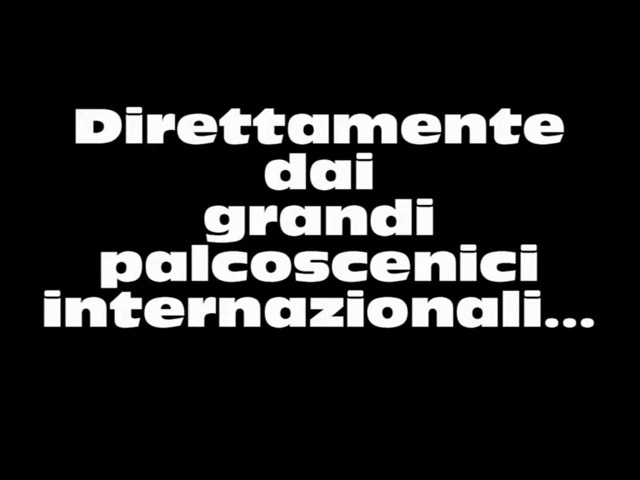 Direttamente
dai
grandi
palcoscenici
internazionali...